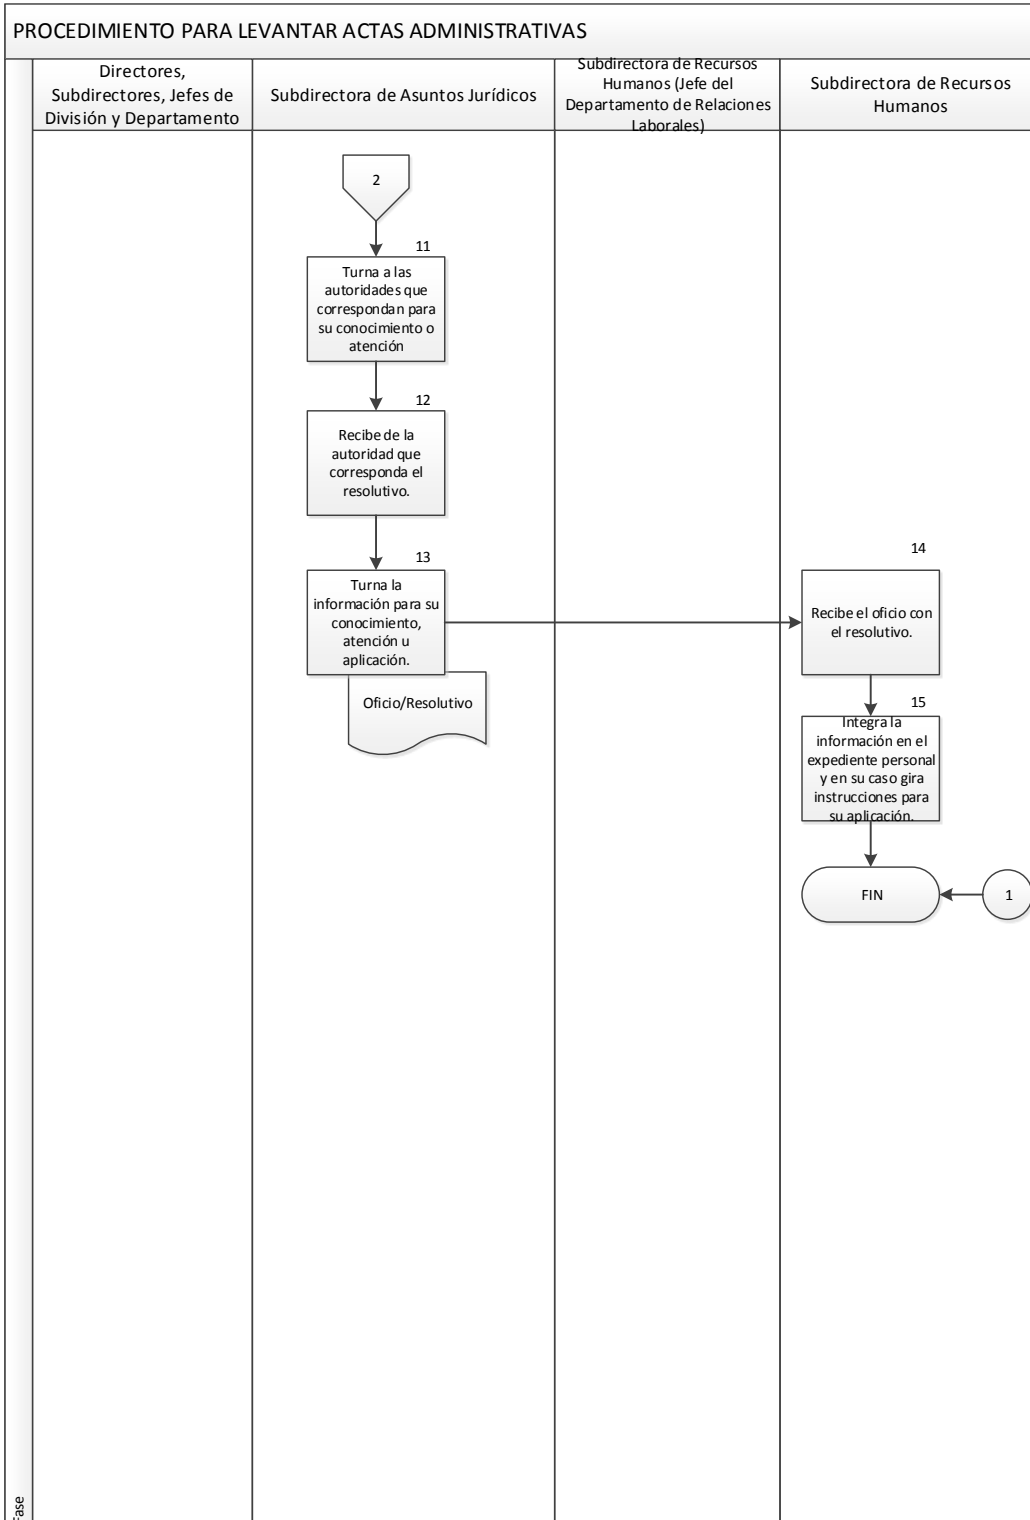 PROCEDIMIENTO PARA LEVANTAR ACTAS ADMINISTRATIVAS
Directores,
Subdirectores, Jefes de
División y Departamento
Subdirectora de Asuntos Jurídicos
Subdirectora de Recursos
Humanos (Jefe del
Departamento de Relaciones
Laborales)
Subdirectora de Recursos
Humanos
2
11
Turna a las
autoridades que
correspondan para
su conocimiento o
atención
12
Recibe de la
autoridad que
corresponda el
resolutivo.
13
Turna la
información para su
conocimiento,
atención u
aplicación.
Oficio/Resolutivo
14
Recibe el oficio con
el resolutivo.
15
Integra la
información en el
expediente personal
y en su caso gira
instrucciones para
su aplicación.
FIN
1
Fase